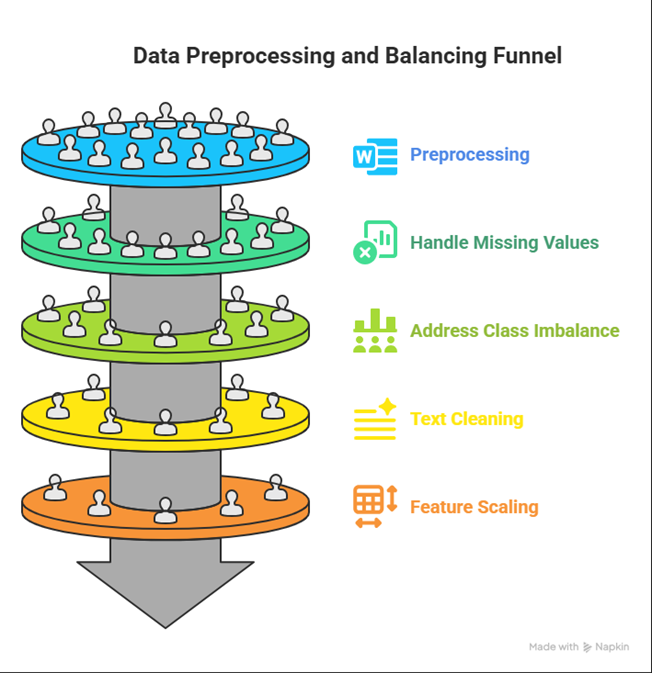 Data Preprocessing and Balancing Funnel
W
Preprocessing
Handle Missing Values
Address Class Imbalance
Text Cleaning
Feature Scaling
Made with Napkin